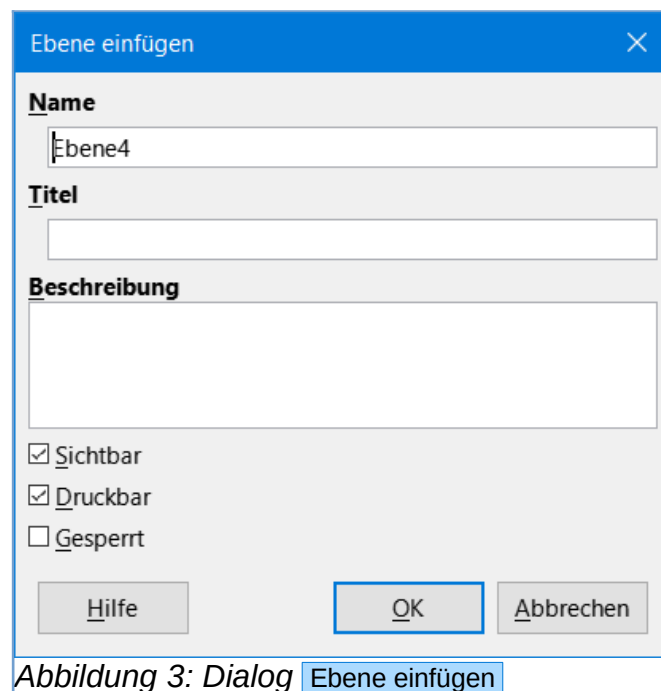 Ebene einfügen
Name
Ebene4
Titel
Beschreibung
Sichtbar
Druckbar
Gesperrt
Hilfe OK Abbrechen
Abbildung 3: Dialog Ebene einfügen